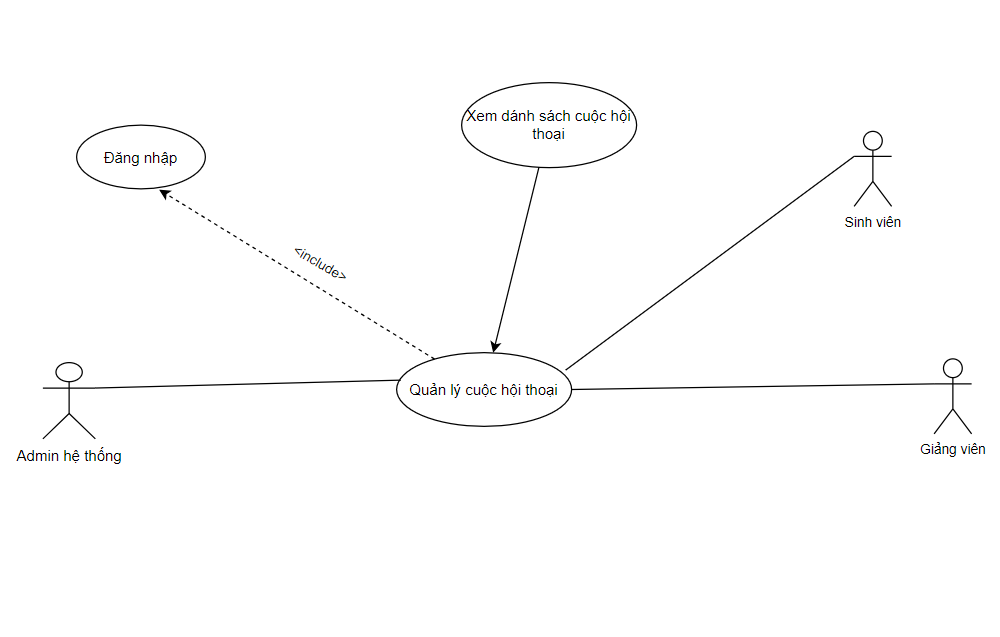 Xem dánh sách cuộc hội
thoại
Đăng nhập
Sinh viên
<include>
Quản lý cuộc hội thoại
Admin hệ thống
Giảng viên